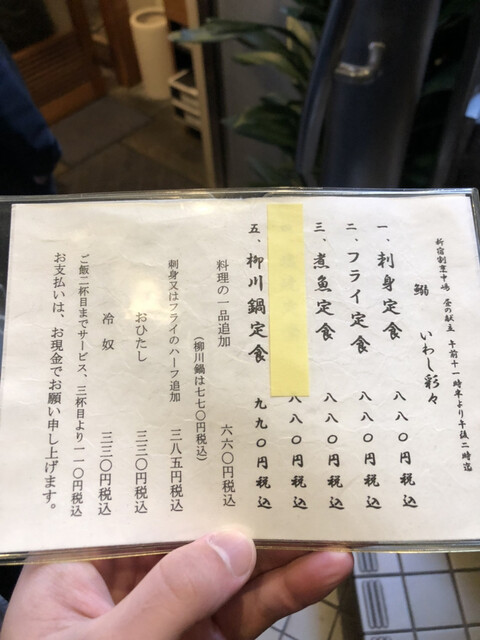 新宿割烹中嶋 昼の献立 午前十一時半より午後二時迄
鰯 いわし彩々
一、刺身定食 八八〇円税込
二、フライ定食 八八〇円税込
三、煮魚定食 八八〇円税込
八八〇円税込
五、柳川鍋定食 九九〇円税込
料理の一品追加 六六〇円税込
(柳川鍋は七七〇円税込)
刺身又はフライのハーフ追加 三八五円税込
おひたし 三三〇円税込
冷奴 三三〇円税込
ご飯二杯目までサービス、三杯目より一一〇円税込
お支払いは、お現金でお願い申し上げます。